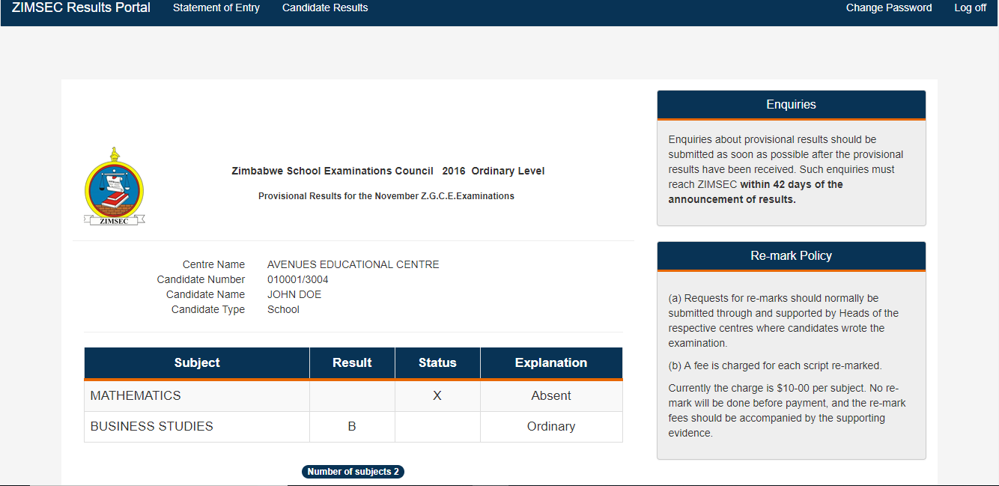 ZIMSEC Results Portal Statement of Entry Candidate Results Change Password Log off
ZIMSEC
Zimbabwe School Examinations Council 2016 Ordinary Level
Provisional Results for the November Z.G.C.E.Examinations
Centre Name AVENUES EDUCATIONAL CENTRE
Candidate Number 010001/3004
Candidate Name JOHN DOE
Candidate Type School
Subject Result Status Explanation
MATHEMATICS X Absent
BUSINESS STUDIES B Ordinary
Number of subjects 2
Enquiries
Enquiries about provisional results should be
submitted as soon as possible after the provisional
results have been received. Such enquiries must
reach ZIMSEC within 42 days of the
announcement of results.
Re-mark Policy
(a) Requests for re-marks should normally be
submitted through and supported by Heads of the
respective centres where candidates wrote the
examination.
(b) A fee is charged for each script re-marked.
Currently the charge is $10-00 per subject. No re-
mark will be done before payment, and the re-mark
fees should be accompanied by the supporting
evidence.